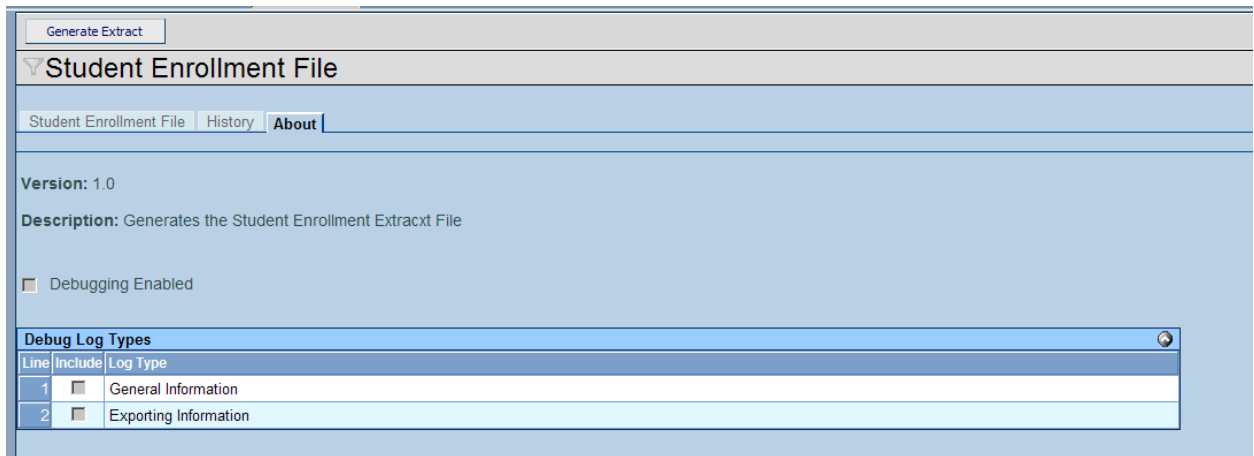 Generate Extract
Student Enrollment File
Student Enrollment File History About
Version: 1.0
Description: Generates the Student Enrollment Extracxt File
Debugging Enabled
Debug Log Types
Line Include Log Type
1 General Information
2 Exporting Information